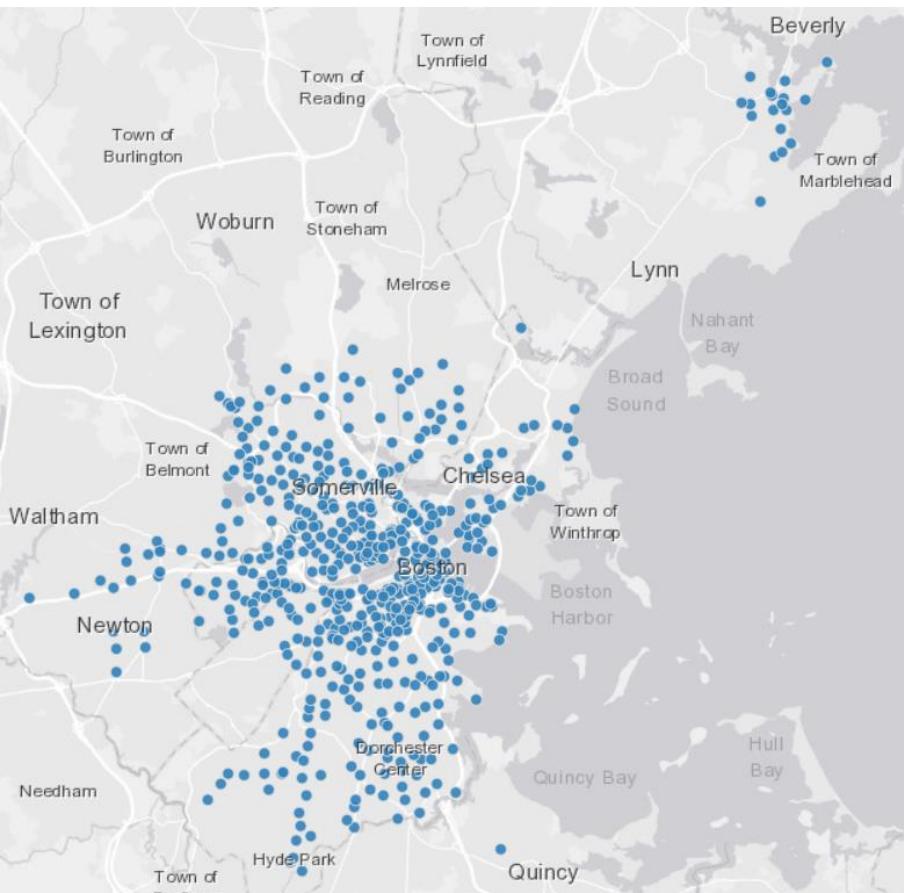 Beverly
Town of
Lynnfield
Town of
Reading
Town of
Burlington
Town of
Marblehead
Woburn
Town of
Stoneham
Lynn
Melrose
Town of
Lexington
Nahant
Bay
Broad
Sound
Town of
Belmont
Chelsea
Somerville
Waltham
Town of
Winthrop
Boston
Boston
Harbor
Newton
Dorchester
Center
Hull
Bay
Quincy Bay
Needham
Hyde Park
Quincy
Town of